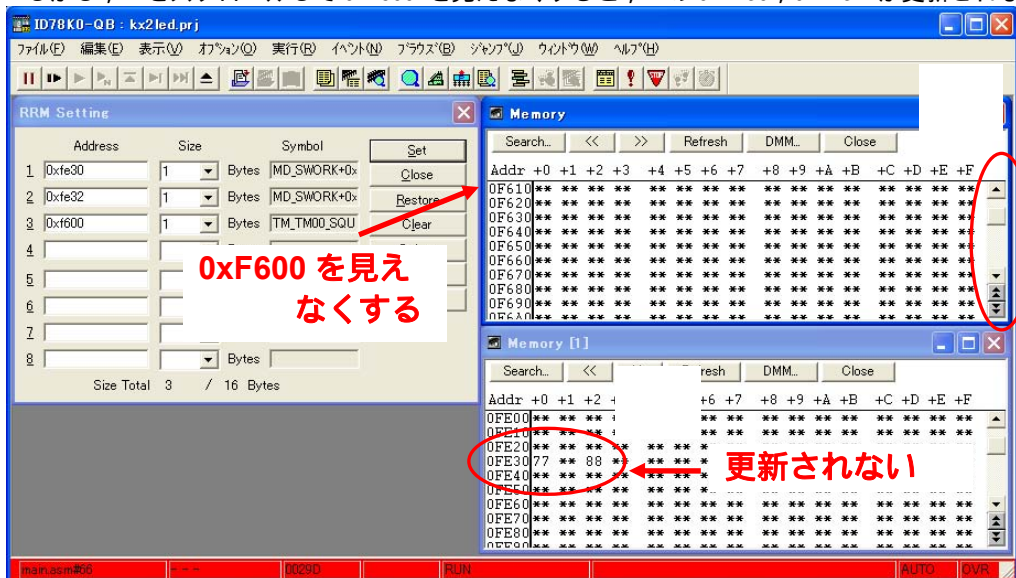 ID78K0-QB : kx2led.prj
ファイル(F) 編集(E) 表示(V) オプション(O) 実行(R) イベント(N) ブラウズ(B) ジャンプ(J) ウィンドウ(W) ヘルプ(H)
RRM Setting
Address Size Symbol
1 0xfe30 1 Bytes MD_SWORK+0x Set
Close
2 0xfe32 1 Bytes MD_SWORK+0x Restore
3 0xf600 1 Bytes TM_TM00_SQU Clear
4
5
6
7
8 Bytes
Size Total 3 / 16 Bytes
0xF600 を見え
なくする
Memory
Search... << >> Refresh DMM... Close
Addr +0 +1 +2 +3 +4 +5 +6 +7 +8 +9 +A +B +C +D +E +F
0F610 ** ** ** ** ** ** ** ** ** ** ** ** ** ** ** **
0F620 ** ** ** ** ** ** ** ** ** ** ** ** ** ** ** **
0F630 ** ** ** ** ** ** ** ** ** ** ** ** ** ** ** **
0F640 ** ** ** ** ** ** ** ** ** ** ** ** ** ** ** **
0F650 ** ** ** ** ** ** ** ** ** ** ** ** ** ** ** **
0F660 ** ** ** ** ** ** ** ** ** ** ** ** ** ** ** **
0F670 ** ** ** ** ** ** ** ** ** ** ** ** ** ** ** **
0F680 ** ** ** ** ** ** ** ** ** ** ** ** ** ** ** **
0F690 ** ** ** ** ** ** ** ** ** ** ** ** ** ** ** **
0F6A0 ** ** ** ** ** ** ** ** ** ** ** ** ** ** ** **
Memory [1]
Search... << resh DMM... Close
Addr +0 +1 +2 +6 +7 +8 +9 +A +B +C +D +E +F
0FE00 ** ** ** ** ** ** ** ** ** ** ** **
0FE10 ** ** ** ** ** ** ** ** ** ** ** **
0FE20 ** ** ** ** ** ** ** ** ** ** ** ** ** **
0FE30 77 ** 88 **
更新されない
0FE40 ** ** **
0FE50 ** ** **
0FE60 ** ** ** ** ** ** ** ** ** ** ** ** ** ** ** **
0FE70 ** ** ** ** ** ** ** ** ** ** ** ** ** ** ** **
0FE80 ** ** ** ** ** ** ** ** ** ** ** ** ** ** ** **
0FE90 ** ** ** ** ** ** ** ** ** ** ** ** ** ** ** **
main.asm#66 --- 0029D RUN AUTO OVR